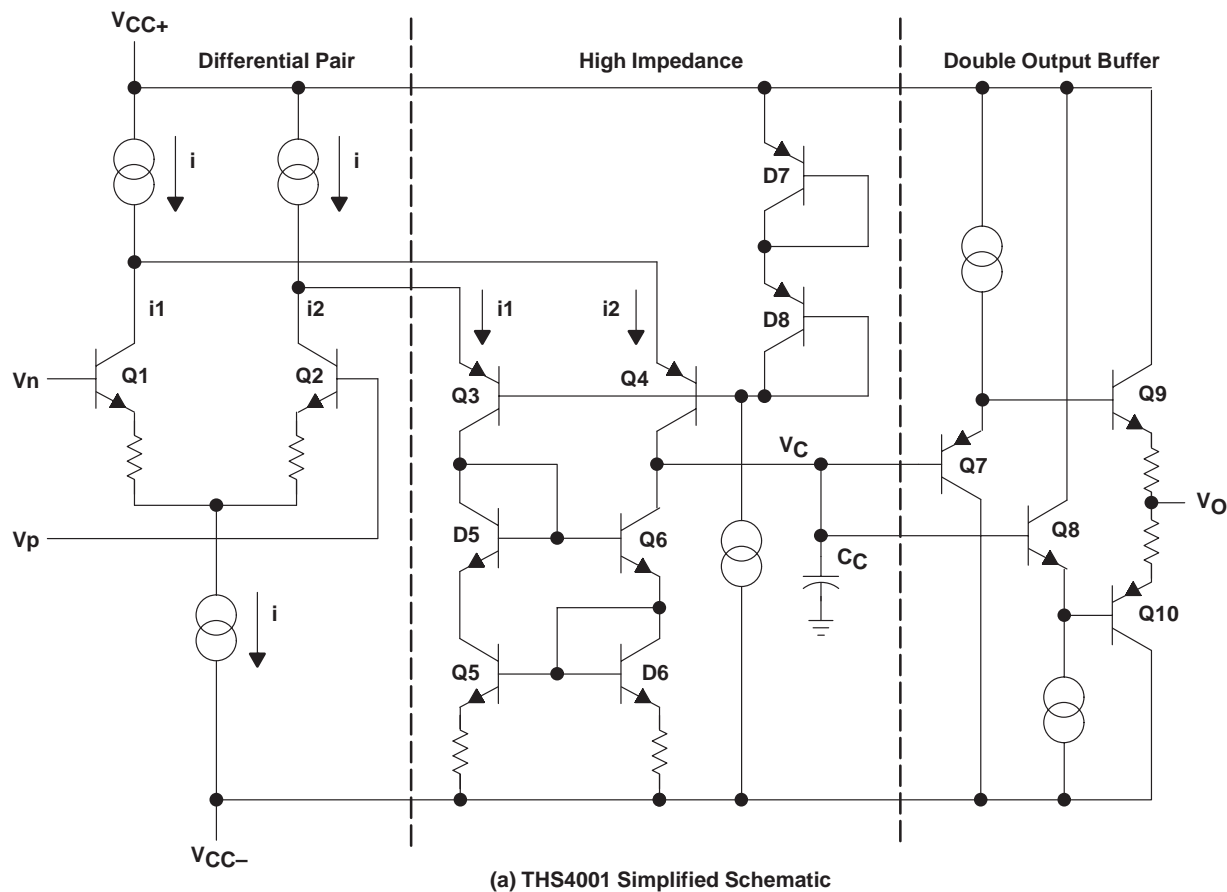 VCC+
Differential Pair
High Impedance
Double Output Buffer
i
i
D7
i1
i2
i1
i2
D8
Vn
Q1
Q2
Q3
Q4
Q9
VC
Q7
VO
Vp
D5
Q6
Q8
CC
Q10
i
Q5
D6
VCC–
(a) THS4001 Simplified Schematic